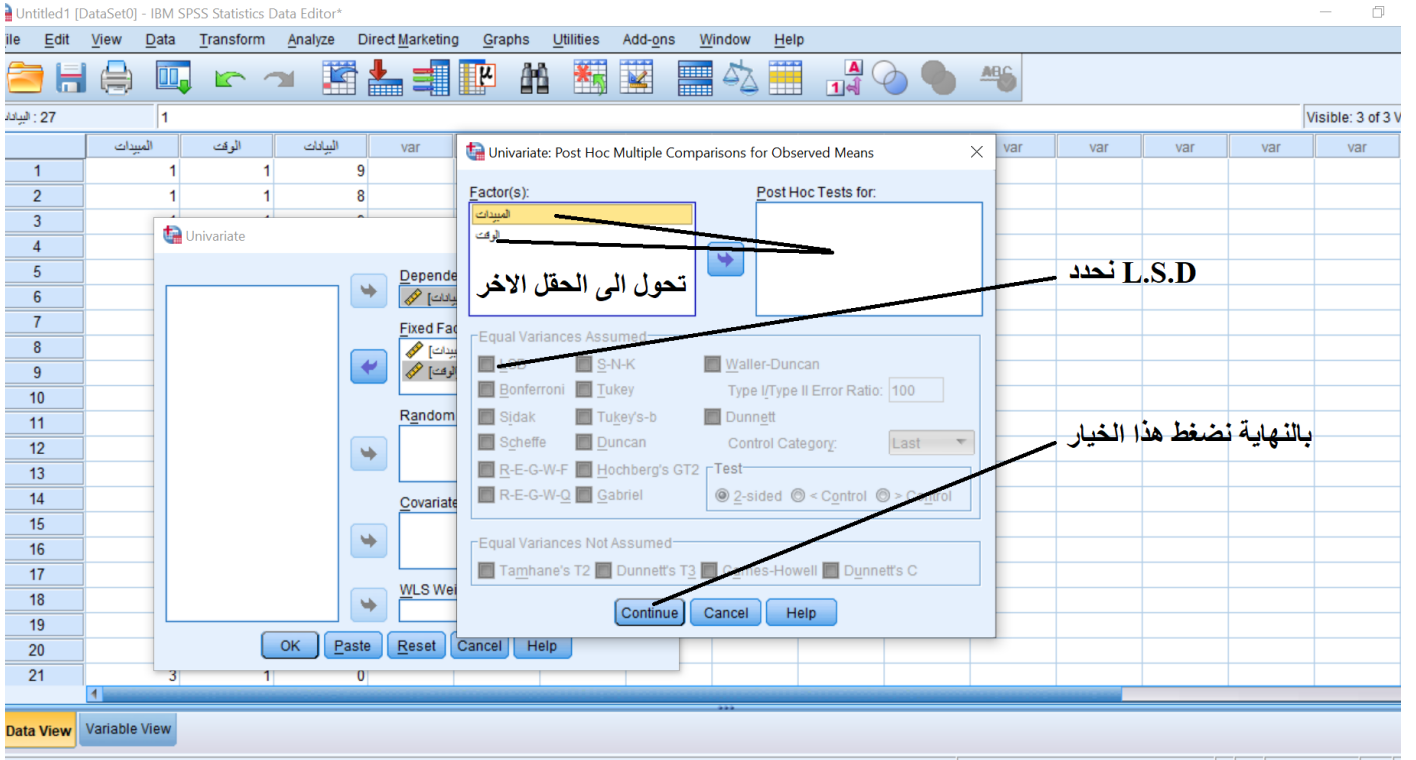 Untitled1 [DataSet0] - IBM SPSS Statistics Data Editor*
ile Edit View Data Transform Analyze Direct Marketing Graphs Utilities Add-ons Window Help
27 : البيانات 1 Visible: 3 of 3 V
المبيدات الوقت البيانات var var var var var var
1 1 1 9
2 1 1 8
3
4
5
6
7
8
9
10
11
12
13
14
15
16
17
18
19
20
21 3 1 0
Univariate
Depende
[بيانات]
Fixed Fac
[بيدات]
[الوقت]
Random
Covariate
WLS Wei
OK Paste Reset Cancel Help
Univariate: Post Hoc Multiple Comparisons for Observed Means
Factor(s): Post Hoc Tests for:
المبيدات
الوقت
تحول الى الحقل الاخر
نحدد L.S.D
Equal Variances Assumed
LSD S-N-K Waller-Duncan
Bonferroni Tukey Type I/Type II Error Ratio: 100
Sidak Tukey's-b Dunnett
Scheffe Duncan Control Category: Last
R-E-G-W-F Hochberg's GT2 Test
R-E-G-W-Q Gabriel 2-sided < Control > Control
بالنهاية نضغط هذا الخيار
Equal Variances Not Assumed
Tamhane's T2 Dunnett's T3 Games-Howell Dunnett's C
Continue Cancel Help
Data View Variable View